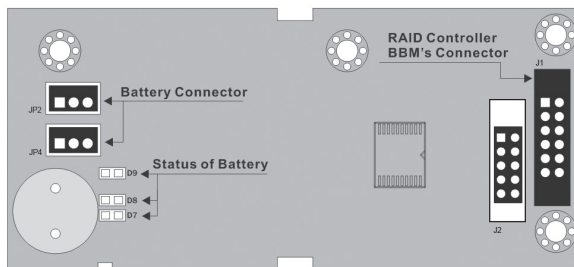 RAID Controller
BBM's Connector
J1
Battery Connector
JP2
JP4
Status of Battery
D9
D8
D7
J2